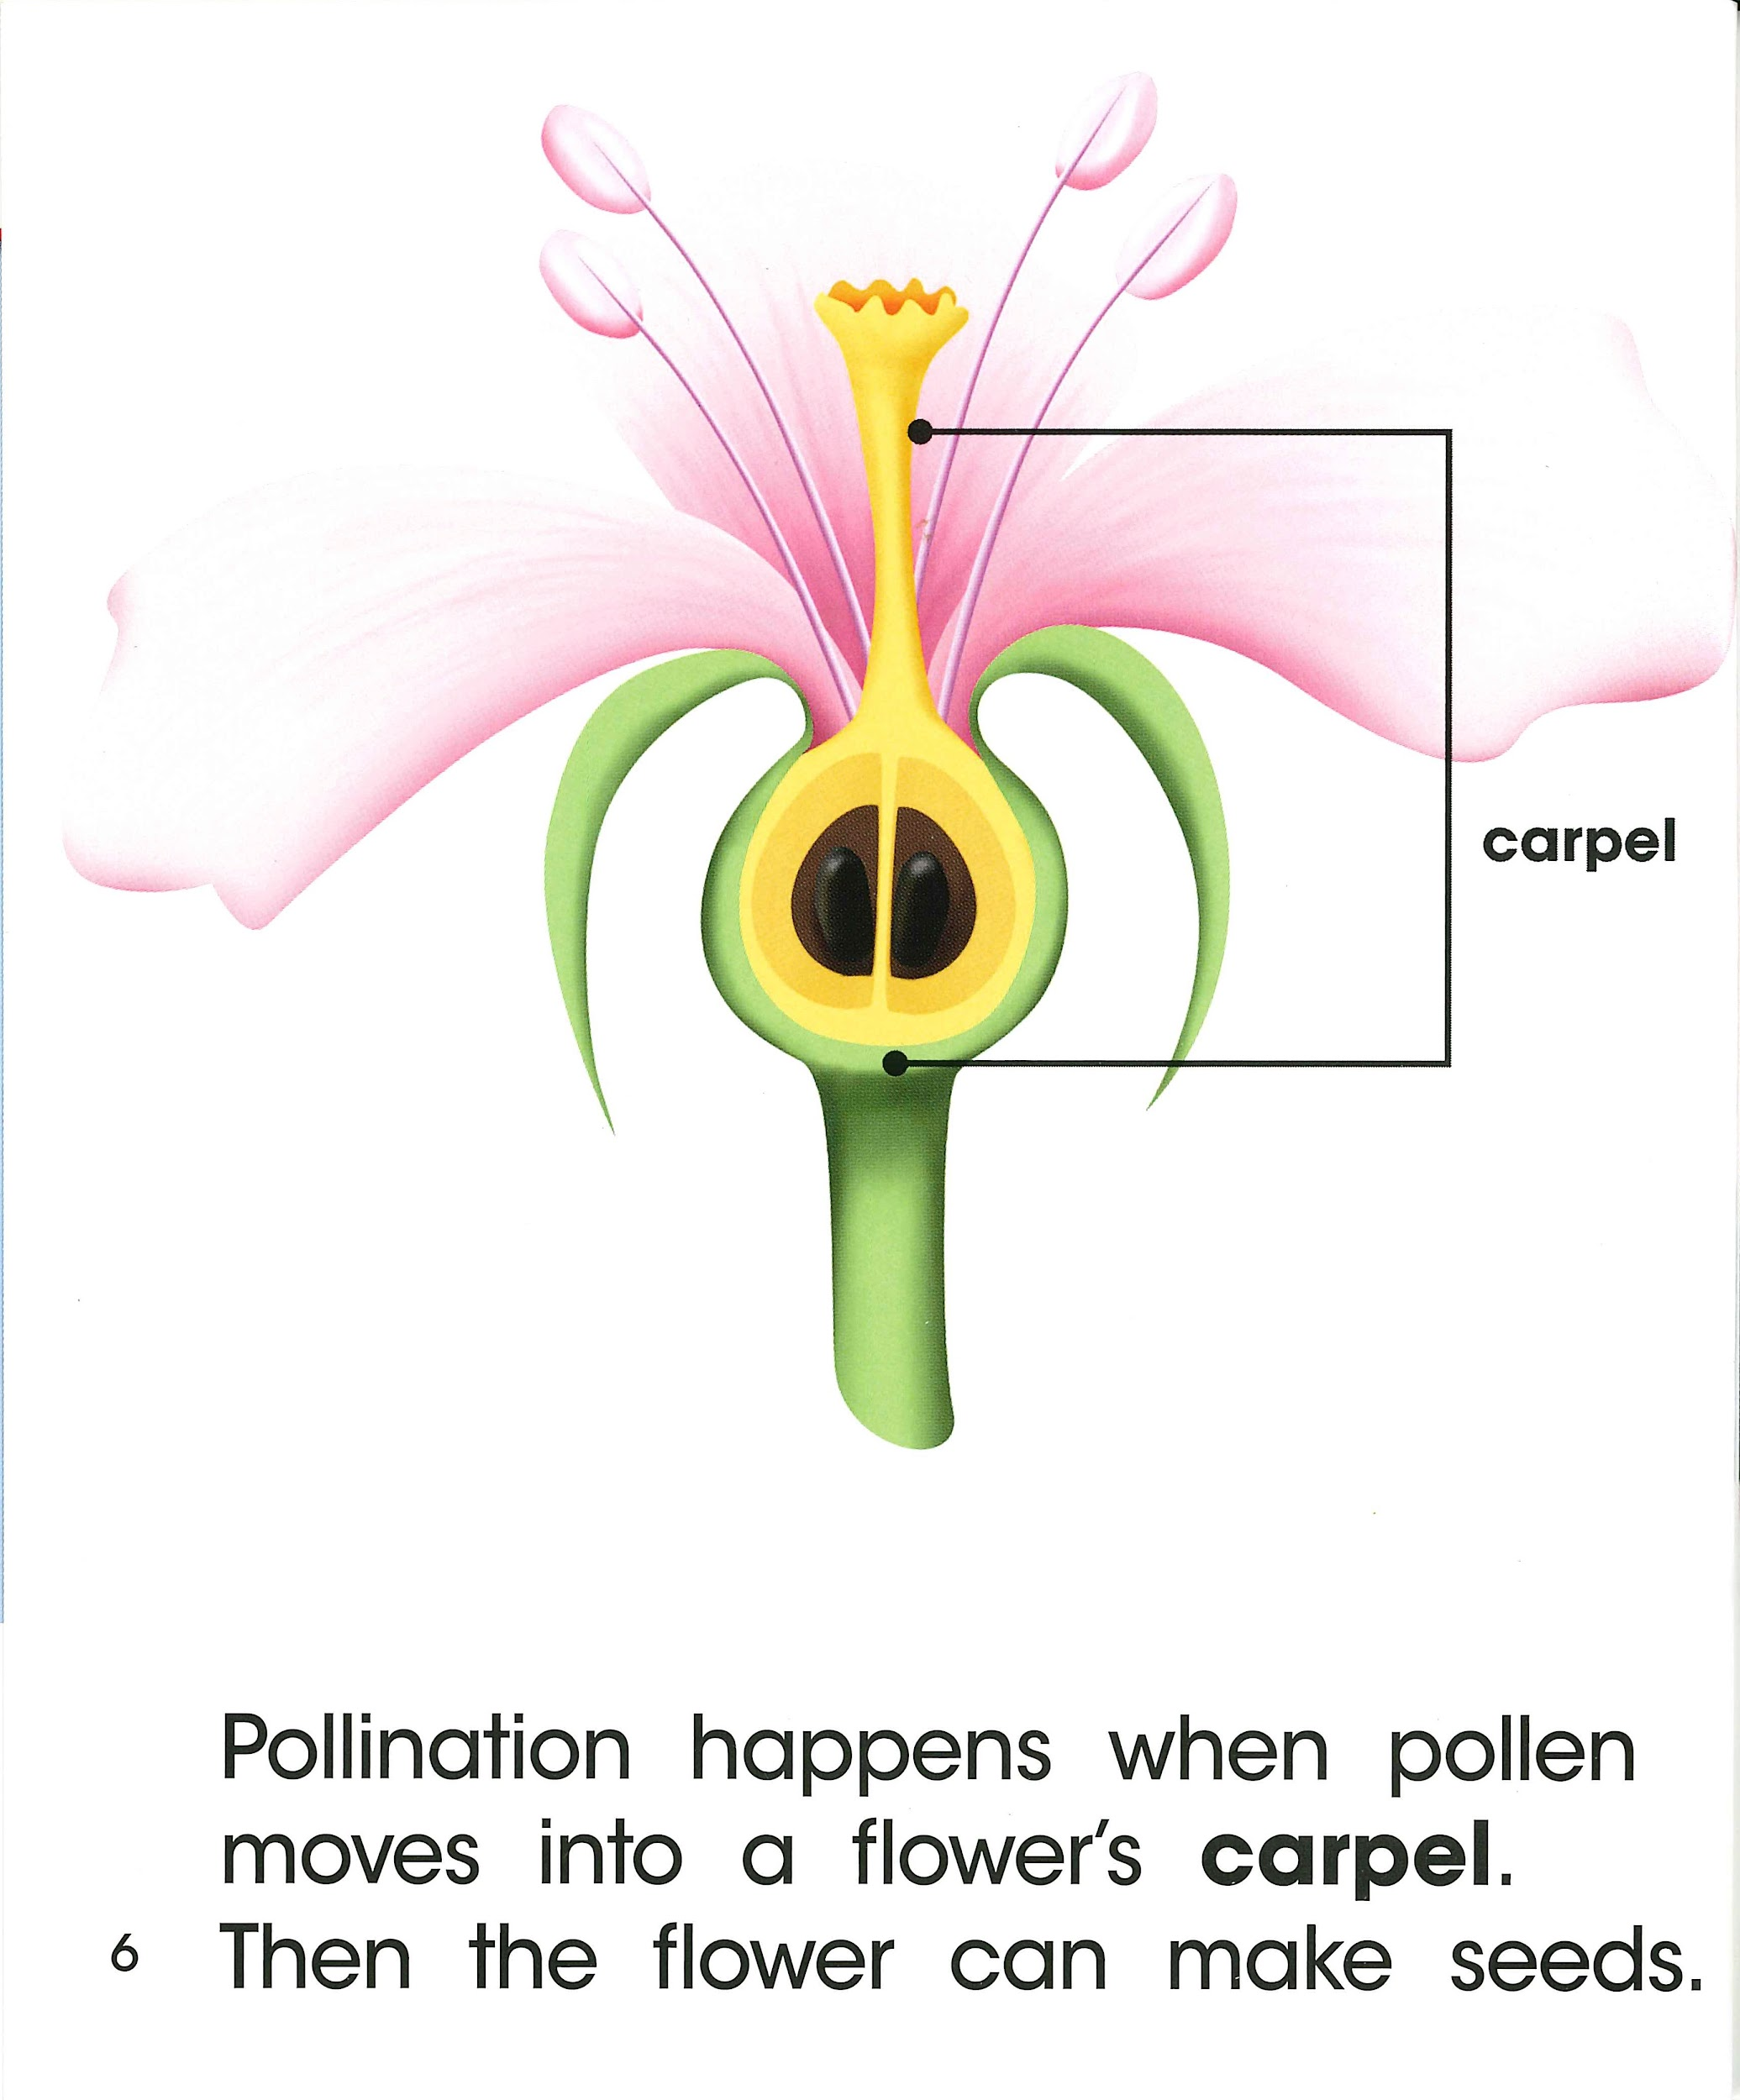 carpel
Pollination happens when pollen
moves into a flower's carpel.
6 Then the flower can make seeds.